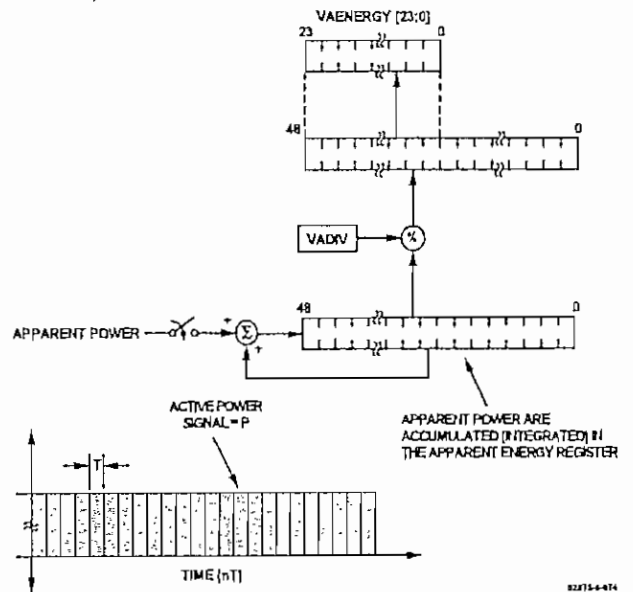 VAENERGY [23:0]
23 0
48 0
VADIV
%
48 0
APPARENT POWER
+
Σ
+
ACTIVE POWER
SIGNAL = P
APPARENT POWER ARE
ACCUMULATED [INTEGRATED] IN
THE APPARENT ENERGY REGISTER
T
TIME [nT]